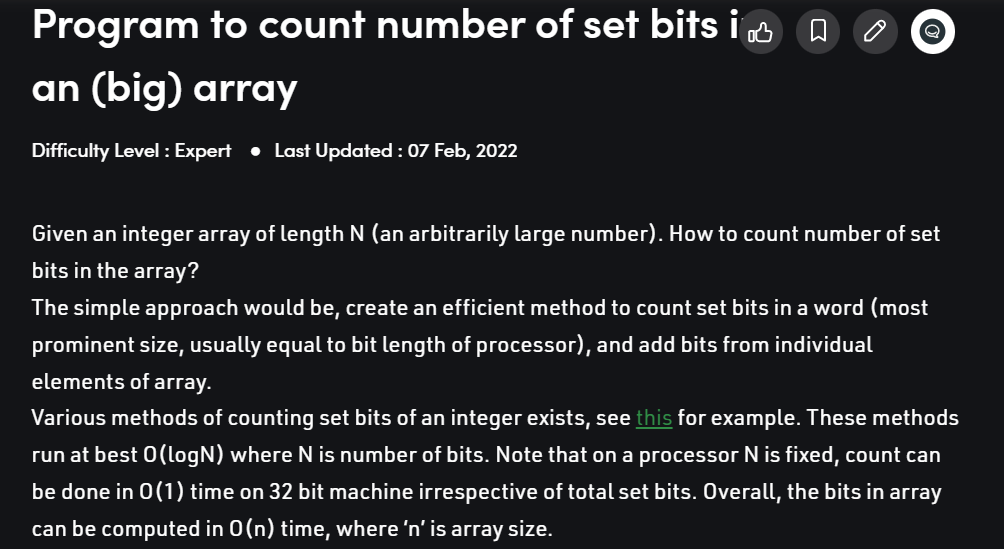 Program to count number of set bits i
an (big) array
Difficulty Level : Expert ● Last Updated : 07 Feb, 2022
Given an integer array of length N (an arbitrarily large number). How to count number of set
bits in the array?
The simple approach would be, create an efficient method to count set bits in a word (most
prominent size, usually equal to bit length of processor), and add bits from individual
elements of array.
Various methods of counting set bits of an integer exists, see this for example. These methods
run at best O(logN) where N is number of bits. Note that on a processor N is fixed, count can
be done in O(1) time on 32 bit machine irrespective of total set bits. Overall, the bits in array
can be computed in O(n) time, where ‘n’ is array size.